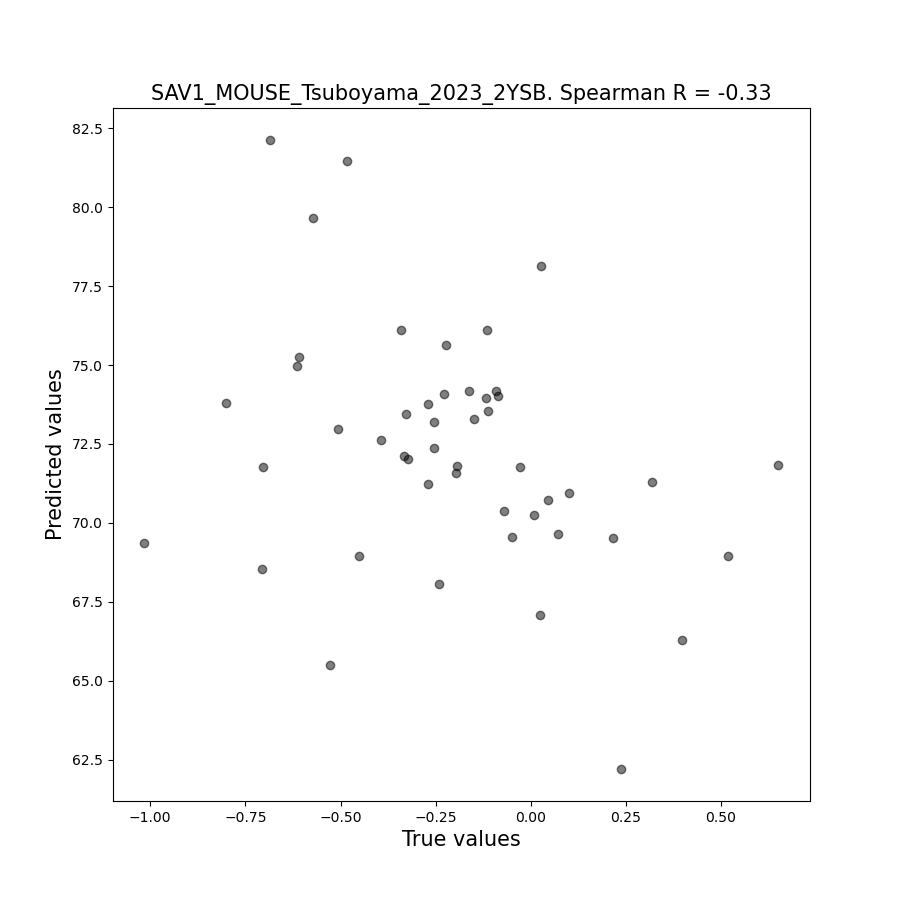 SAV1_MOUSE_Tsuboyama_2023_2YSB. Spearman R = -0.33
82.5
80.0
77.5
75.0
72.5
70.0
67.5
65.0
62.5
Predicted values
−1.00 −0.75 −0.50 −0.25 0.00 0.25 0.50
True values